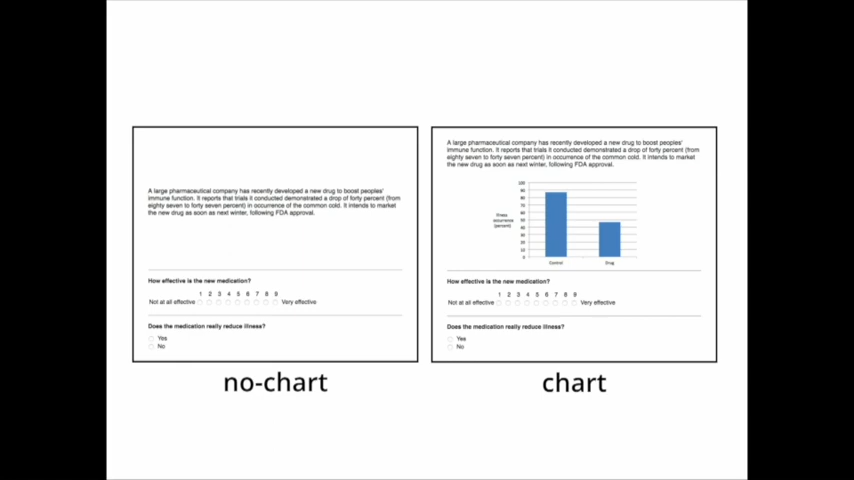 A large pharmaceutical company has recently developed a new drug to boost peoples'
immune function. It reports that trials it conducted demonstrated a drop of forty percent (from
eighty seven to forty seven percent) in occurrence of the common cold. It intends to market
the new drug as soon as next winter, following FDA approval.
How effective is the new medication?
1 2 3 4 5 6 7 8 9
Not at all effective Very effective
Does the medication really reduce illness?
Yes
No
no-chart
A large pharmaceutical company has recently developed a new drug to boost peoples'
immune function. It reports that trials it conducted demonstrated a drop of forty percent (from
eighty seven to forty seven percent) in occurrence of the common cold. It intends to market
the new drug as soon as next winter, following FDA approval.
100
90
80
70
60
50
40
30
20
10
0
Illness
occurrence
(percent)
Control Drug
How effective is the new medication?
1 2 3 4 5 6 7 8 9
Not at all effective Very effective
Does the medication really reduce illness?
Yes
No
chart